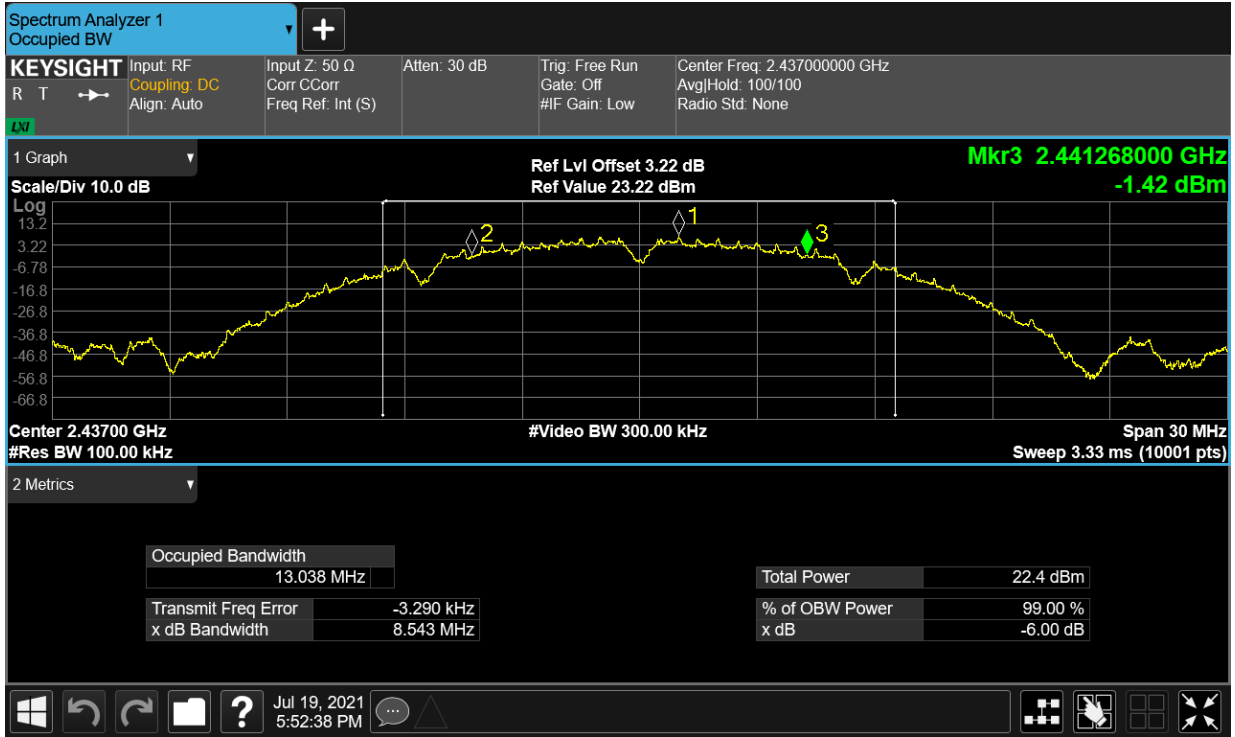 Spectrum Analyzer 1
Occupied BW
KEYSIGHT
R T
LXI
Input: RF
Coupling: DC
Align: Auto
Input Z: 50 Ω
Corr CCorr
Freq Ref: Int (S)
Atten: 30 dB
Trig: Free Run
Gate: Off
#IF Gain: Low
Center Freq: 2.437000000 GHz
Avg|Hold: 100/100
Radio Std: None
1 Graph
Scale/Div 10.0 dB
Ref Lvl Offset 3.22 dB
Ref Value 23.22 dBm
Mkr3 2.441268000 GHz
-1.42 dBm
Log
13.2
3.22
-6.78
-16.8
-26.8
-36.8
-46.8
-56.8
-66.8
2
1
3
Center 2.43700 GHz
#Video BW 300.00 kHz
Span 30 MHz
#Res BW 100.00 kHz
Sweep 3.33 ms (10001 pts)
2 Metrics
Occupied Bandwidth
13.038 MHz
Transmit Freq Error -3.290 kHz
x dB Bandwidth 8.543 MHz
Total Power 22.4 dBm
% of OBW Power 99.00 %
x dB -6.00 dB
?
Jul 19, 2021
5:52:38 PM